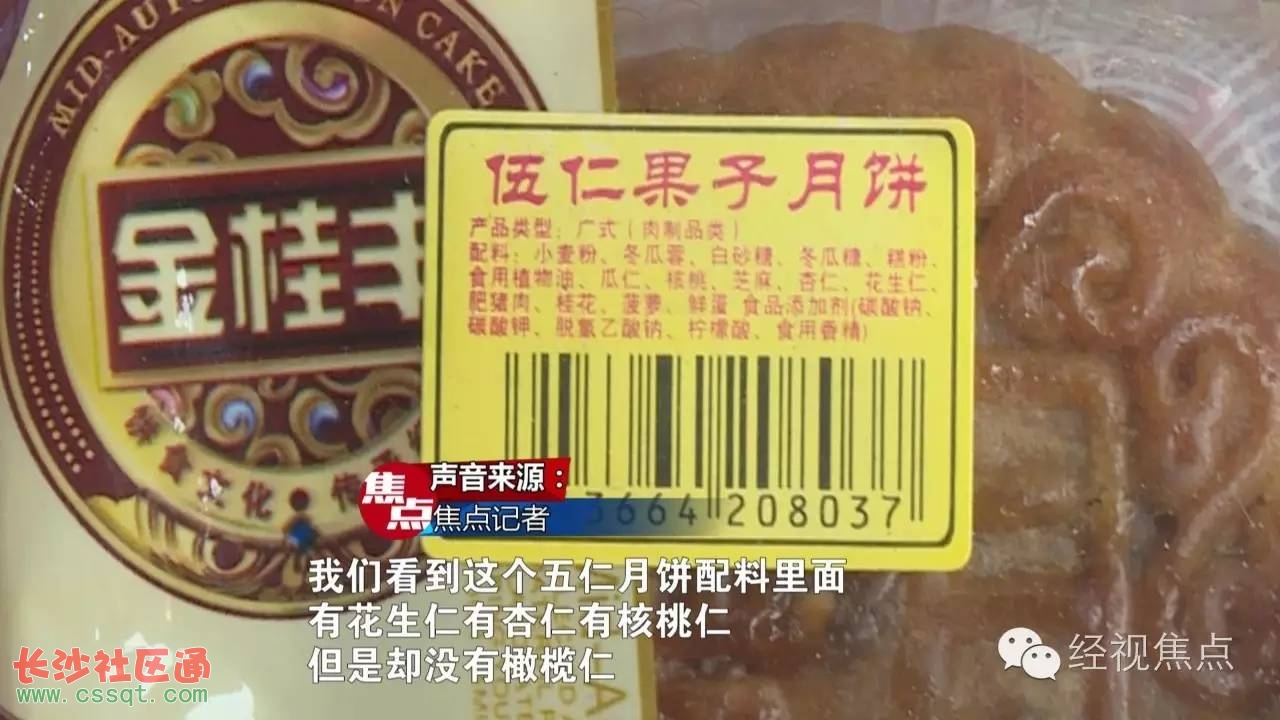 MID-AU
ON CAKE
金桂丰
文化
伍仁果子月饼
产品类型：广式（肉制品类）
配料：小麦粉、冬瓜蓉、白砂糖、冬瓜糖、糕粉、
食用植物油、瓜仁、核桃、芝麻、杏仁、花生仁、
肥猪肉、桂花、菠萝、鲜蛋 食品添加剂(碳酸钠、
碳酸钾、脱氢乙酸钠、柠檬酸、食用香精)
3664 208037
焦点
声音来源：
焦点记者
我们看到这个五仁月饼配料里面
有花生仁有杏仁有核桃仁
但是却没有橄榄仁
长沙社区通
www.cssqt.com
经视焦点